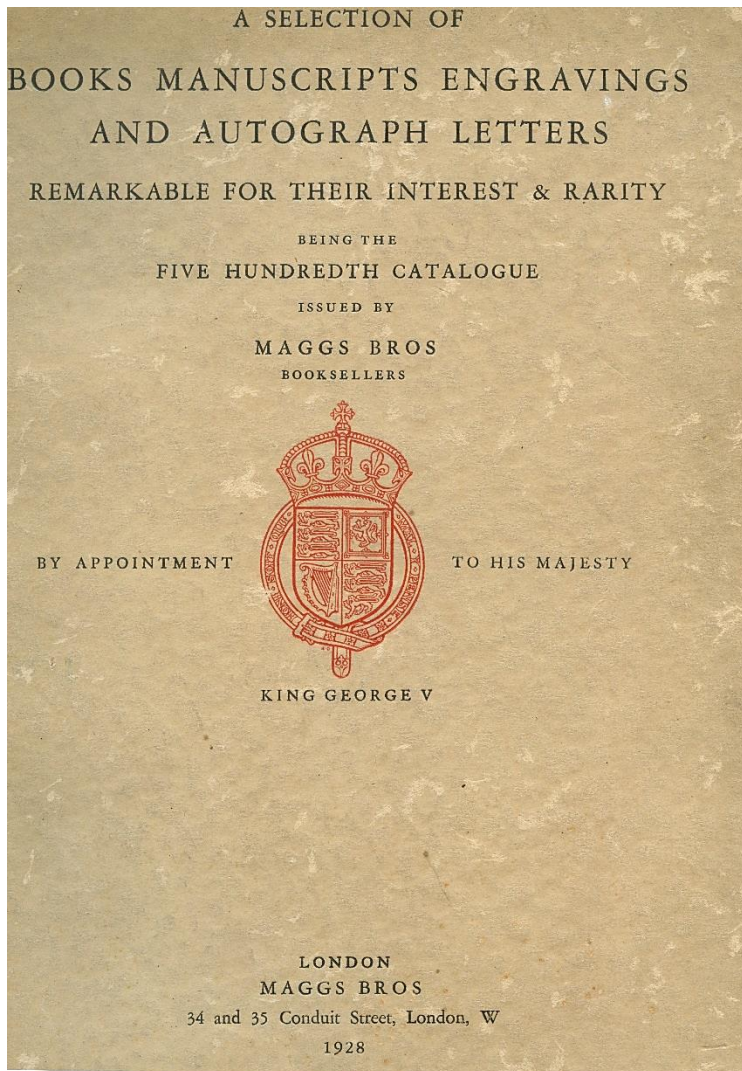 A SELECTION OF
BOOKS MANUSCRIPTS ENGRAVINGS
AND AUTOGRAPH LETTERS
REMARKABLE FOR THEIR INTEREST & RARITY
BEING THE
FIVE HUNDREDTH CATALOGUE
ISSUED BY
MAGGS BROS
BOOKSELLERS
BY APPOINTMENT TO HIS MAJESTY
KING GEORGE V
LONDON
MAGGS BROS
34 and 35 Conduit Street, London, W
1928